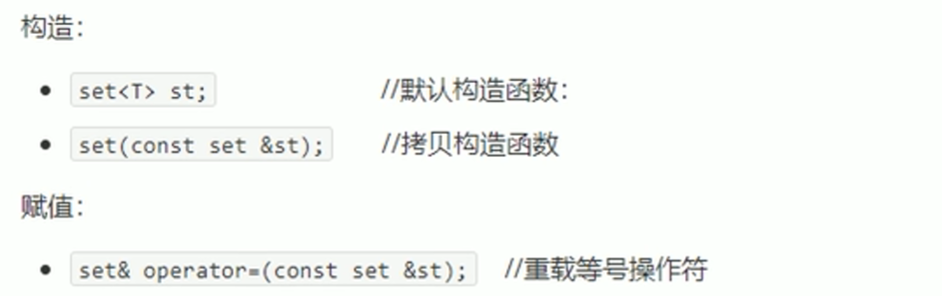 构造：
• set<T> st; //默认构造函数：
• set(const set &st); //拷贝构造函数
赋值：
• set& operator=(const set &st); //重载等号操作符